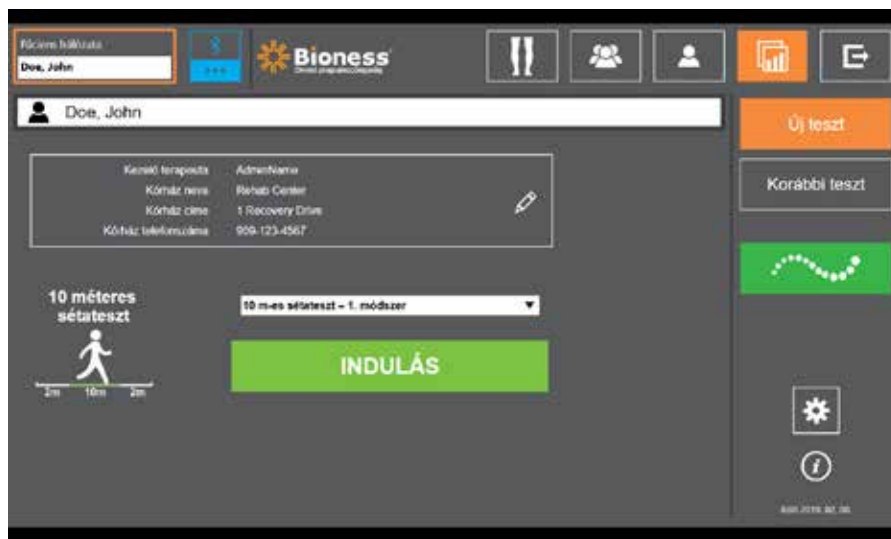 Páciens hálózata
Doe, John
Bioness
Doe, John
Kezelő terapeuta AdminName
Kórház neve Rehab Center
Kórház címe 1 Recovery Drive
Kórház telefonszáma 909-123-4567
10 méteres
sétateszt
10 m-es sétateszt – 1. módszer
INDULÁS
2m 10m 2m
Új teszt
Korábbi teszt